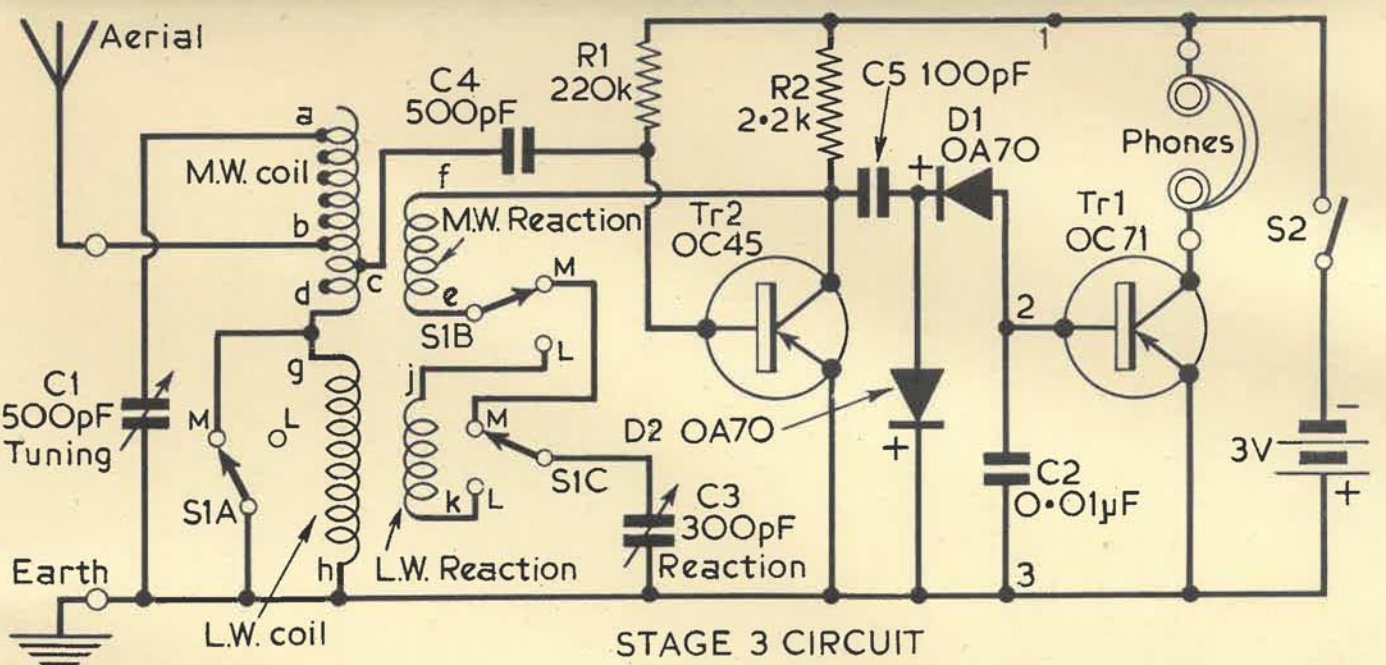 Aerial
a
M.W. coil
b
d
c
C4
500pF
R1
220k
R2
2·2k
1
C5 100pF
D1
OA70
+
Phones
f
M.W. Reaction
e
M
S1B
L
Tr2
OC45
Tr1
OC71
S2
2
g
C1
500pF
Tuning
M
L
S1A
j
M
S1C
k
L
L.W. Reaction
C3
300pF
Reaction
D2 OA70
+
C2
0·01µF
3V
-
+
3
Earth
h
L.W. coil
STAGE 3 CIRCUIT